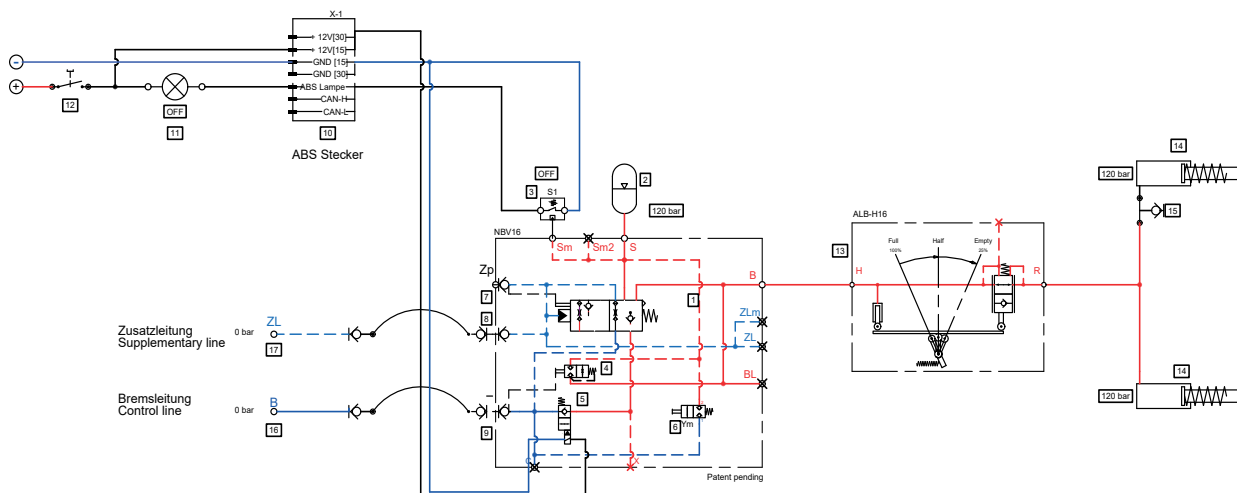 X-1
+ 12V[30]
+ 12V[15]
GND [15]
GND [30]
ABS Lampe
CAN-H
CAN-L
-
+
12
OFF
11
10
ABS Stecker
OFF
3
S1
2
120 bar
NBV16
Sm
Sm2
S
Zp
7
1
B
8
ZLm
ZL
4
BL
5
6
Ym
9
C
X
Patent pending
Zusatzleitung
Supplementary line
0 bar
ZL
17
Bremsleitung
Control line
0 bar
B
16
ALB-H16
13
Full
100%
Half
Empty
25%
H
R
14
120 bar
15
14
120 bar